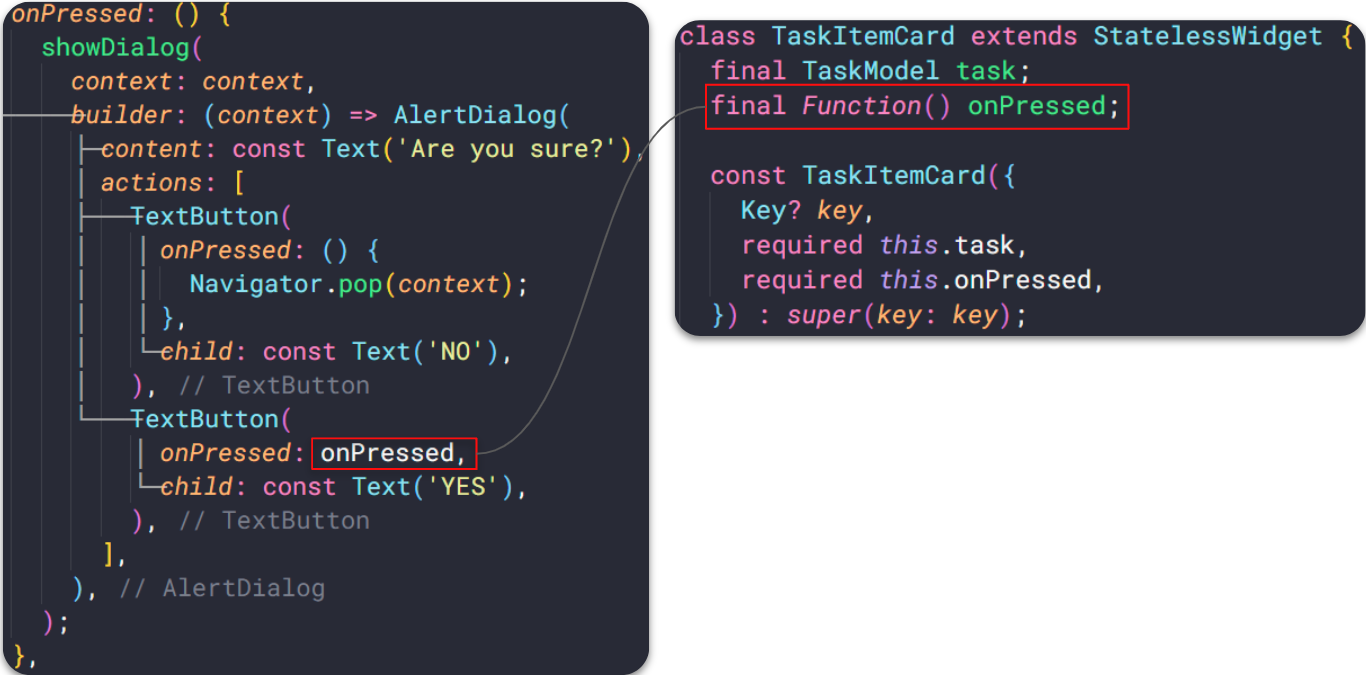 onPressed: () {
showDialog(
context: context,
builder: (context) => AlertDialog(
content: const Text('Are you sure?'),
actions: [
TextButton(
onPressed: () {
Navigator.pop(context);
},
child: const Text('NO'),
), // TextButton
TextButton(
onPressed: onPressed,
child: const Text('YES'),
), // TextButton
],
), // AlertDialog
);
},
class TaskItemCard extends StatelessWidget {
final TaskModel task;
final Function() onPressed;
const TaskItemCard({
Key? key,
required this.task,
required this.onPressed,
}) : super(key: key);